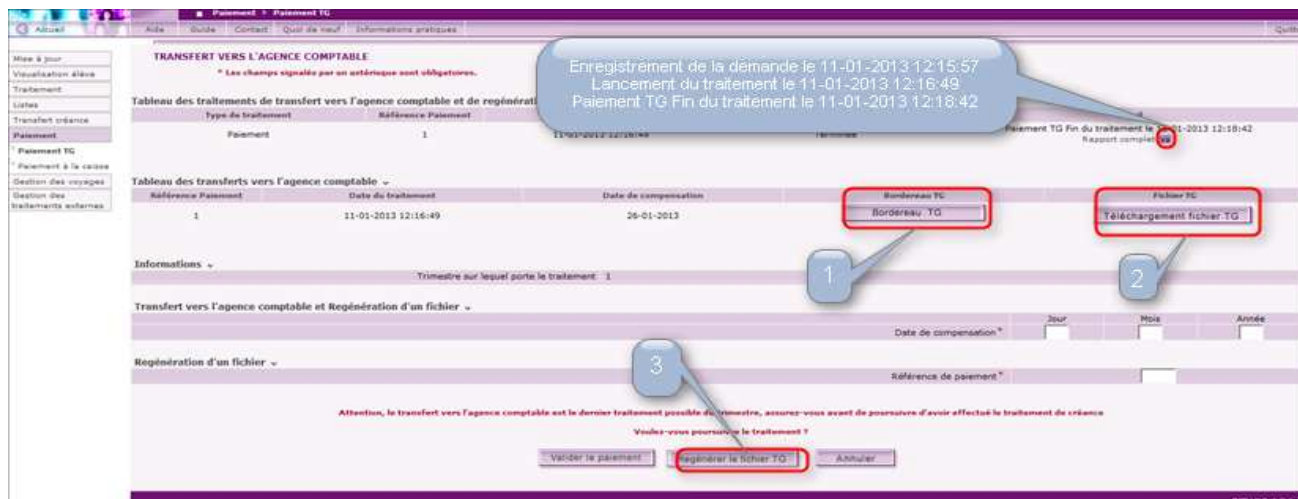 Paiement > Paiement TG
Accueil
Aide Guide Contact Quoi de neuf Informations pratiques
Mise à jour
Visualisation élève
Traitement
Listes
Transfert créance
Paiement
Paiement TG
Paiement à la caisse
Gestion des voyages
Gestion des
traitements externes
TRANSFERT VERS L'AGENCE COMPTABLE
* Les champs signalés par un astérisque sont obligatoires.
Enregistrement de la demande le 11-01-2013 12:15:57
Lancement du traitement le 11-01-2013 12:16:49
Paiement TG Fin du traitement le 11-01-2013 12:18:42
Tableau des traitements de transfert vers l'agence comptable et de
Type de traitement Référence Paiement
Paiement 1 11-01-2013 12:16:49 Terminée Paiement TG Fin du traitement le 11-01-2013 12:18:42
Rapport complet
Tableau des transferts vers l'agence comptable
Référence Paiement Date du traitement Date de compensation Bordereau TG Fichier TG
1 11-01-2013 12:16:49 26-01-2013 Bordereau TG Téléchargement fichier TG
1
2
Informations
Trimestre sur lequel porte le traitement 1
Transfert vers l'agence comptable et Regénération d'un fichier
Jour Mois Année
Date de compensation *
Regénération d'un fichier
3
Référence de paiement *
Attention, le transfert vers l'agence comptable est le dernier traitement possible du trimestre, assurez-vous avant de poursuivre d'avoir effectué le traitement de créance
Voulez-vous poursuivre le traitement ?
Valider le paiement Regénérer le fichier TG Annuler